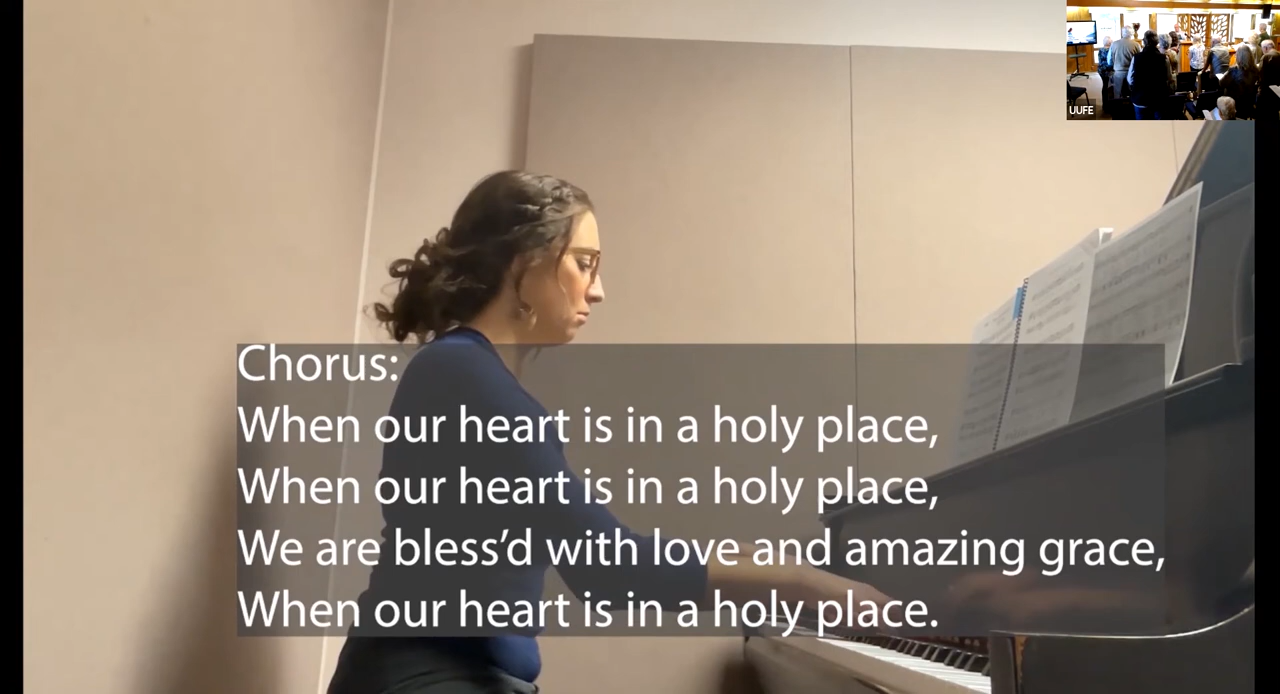 UUFE
Chorus:
When our heart is in a holy place,
When our heart is in a holy place,
We are bless’d with love and amazing grace,
When our heart is in a holy place.